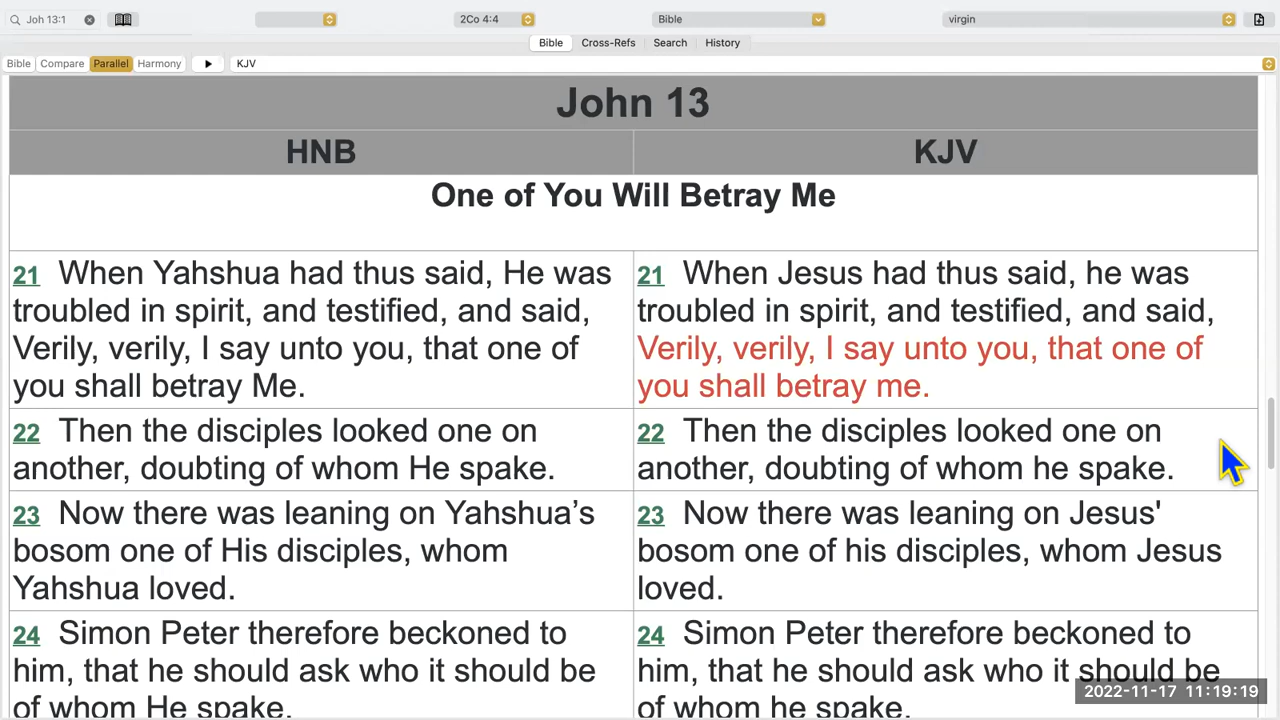 Joh 13:1
2Co 4:4
Bible
virgin
Bible Cross-Refs Search History
Bible Compare Parallel Harmony KJV
John 13
HNB KJV
One of You Will Betray Me
21 When Yahshua had thus said, He was
troubled in spirit, and testified, and said,
Verily, verily, I say unto you, that one of
you shall betray Me.
21 When Jesus had thus said, he was
troubled in spirit, and testified, and said,
Verily, verily, I say unto you, that one of
you shall betray me.
22 Then the disciples looked one on
another, doubting of whom He spake.
22 Then the disciples looked one on
another, doubting of whom he spake.
23 Now there was leaning on Yahshua’s
bosom one of His disciples, whom
Yahshua loved.
23 Now there was leaning on Jesus'
bosom one of his disciples, whom Jesus
loved.
24 Simon Peter therefore beckoned to
him, that he should ask who it should be
of whom He spake.
24 Simon Peter therefore beckoned to
him, that he should ask who it should be
of whom he spake.
2022-11-17 11:19:19